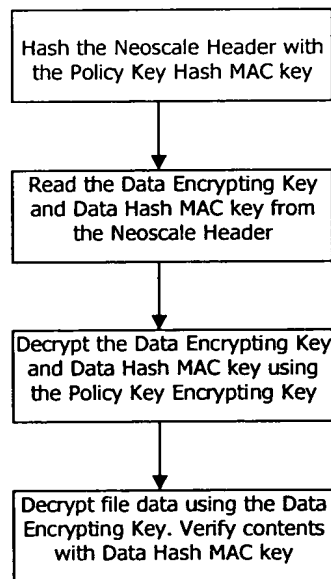 Hash the Neoscale Header with
the Policy Key Hash MAC key
Read the Data Encrypting Key
and Data Hash MAC key from
the Neoscale Header
Decrypt the Data Encrypting Key
and Data Hash MAC key using
the Policy Key Encrypting Key
Decrypt file data using the Data
Encrypting Key. Verify contents
with Data Hash MAC key